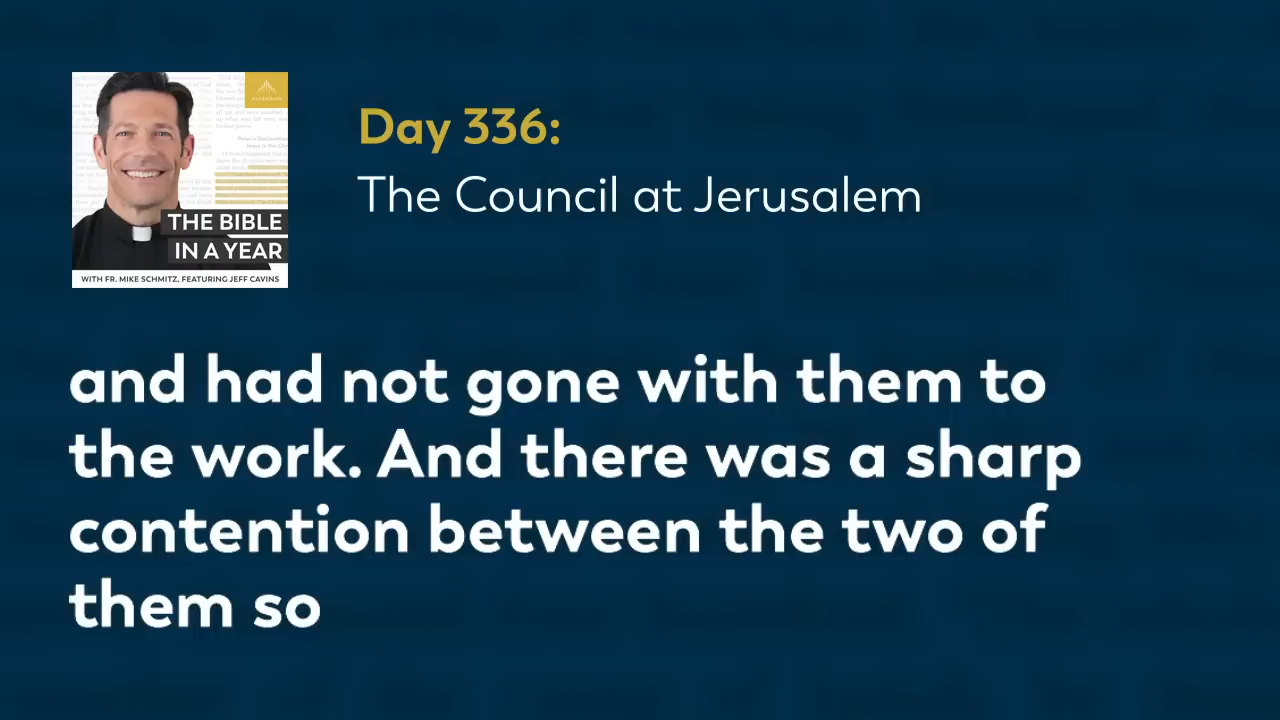 Day 336:
The Council at Jerusalem
THE BIBLE
IN A YEAR
WITH FR. MIKE SCHMITZ, FEATURING JEFF CAVINS
and had not gone with them to
the work. And there was a sharp
contention between the two of
them so